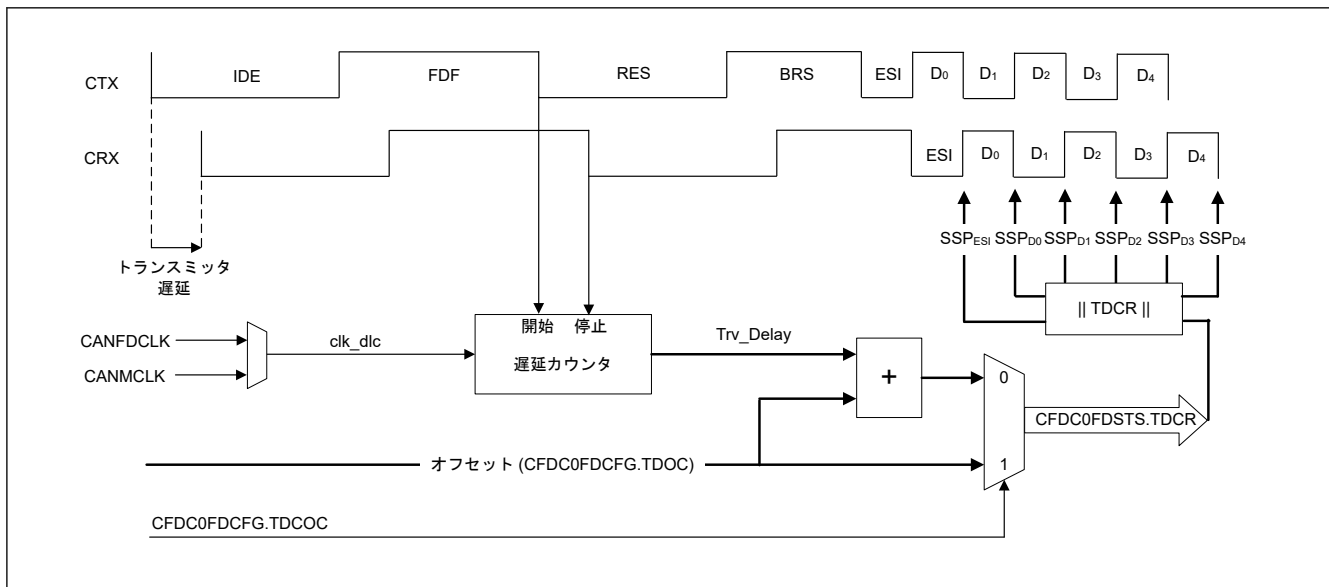 CTX IDE FDF RES BRS ESI D0 D1 D2 D3 D4
CRX ESI D0 D1 D2 D3 D4
SSPESI SSPD0 SSPD1 SSPD2 SSPD3 SSPD4
トランスミッタ
遅延
|| TDCR ||
開始 停止
CANFDCLK clk_dlc 遅延カウンタ Trv_Delay
CANMCLK
+ 0
CFDC0FDSTS.TDCR
オフセット (CFDC0FDCFG.TDOC) 1
CFDC0FDCFG.TDCOC